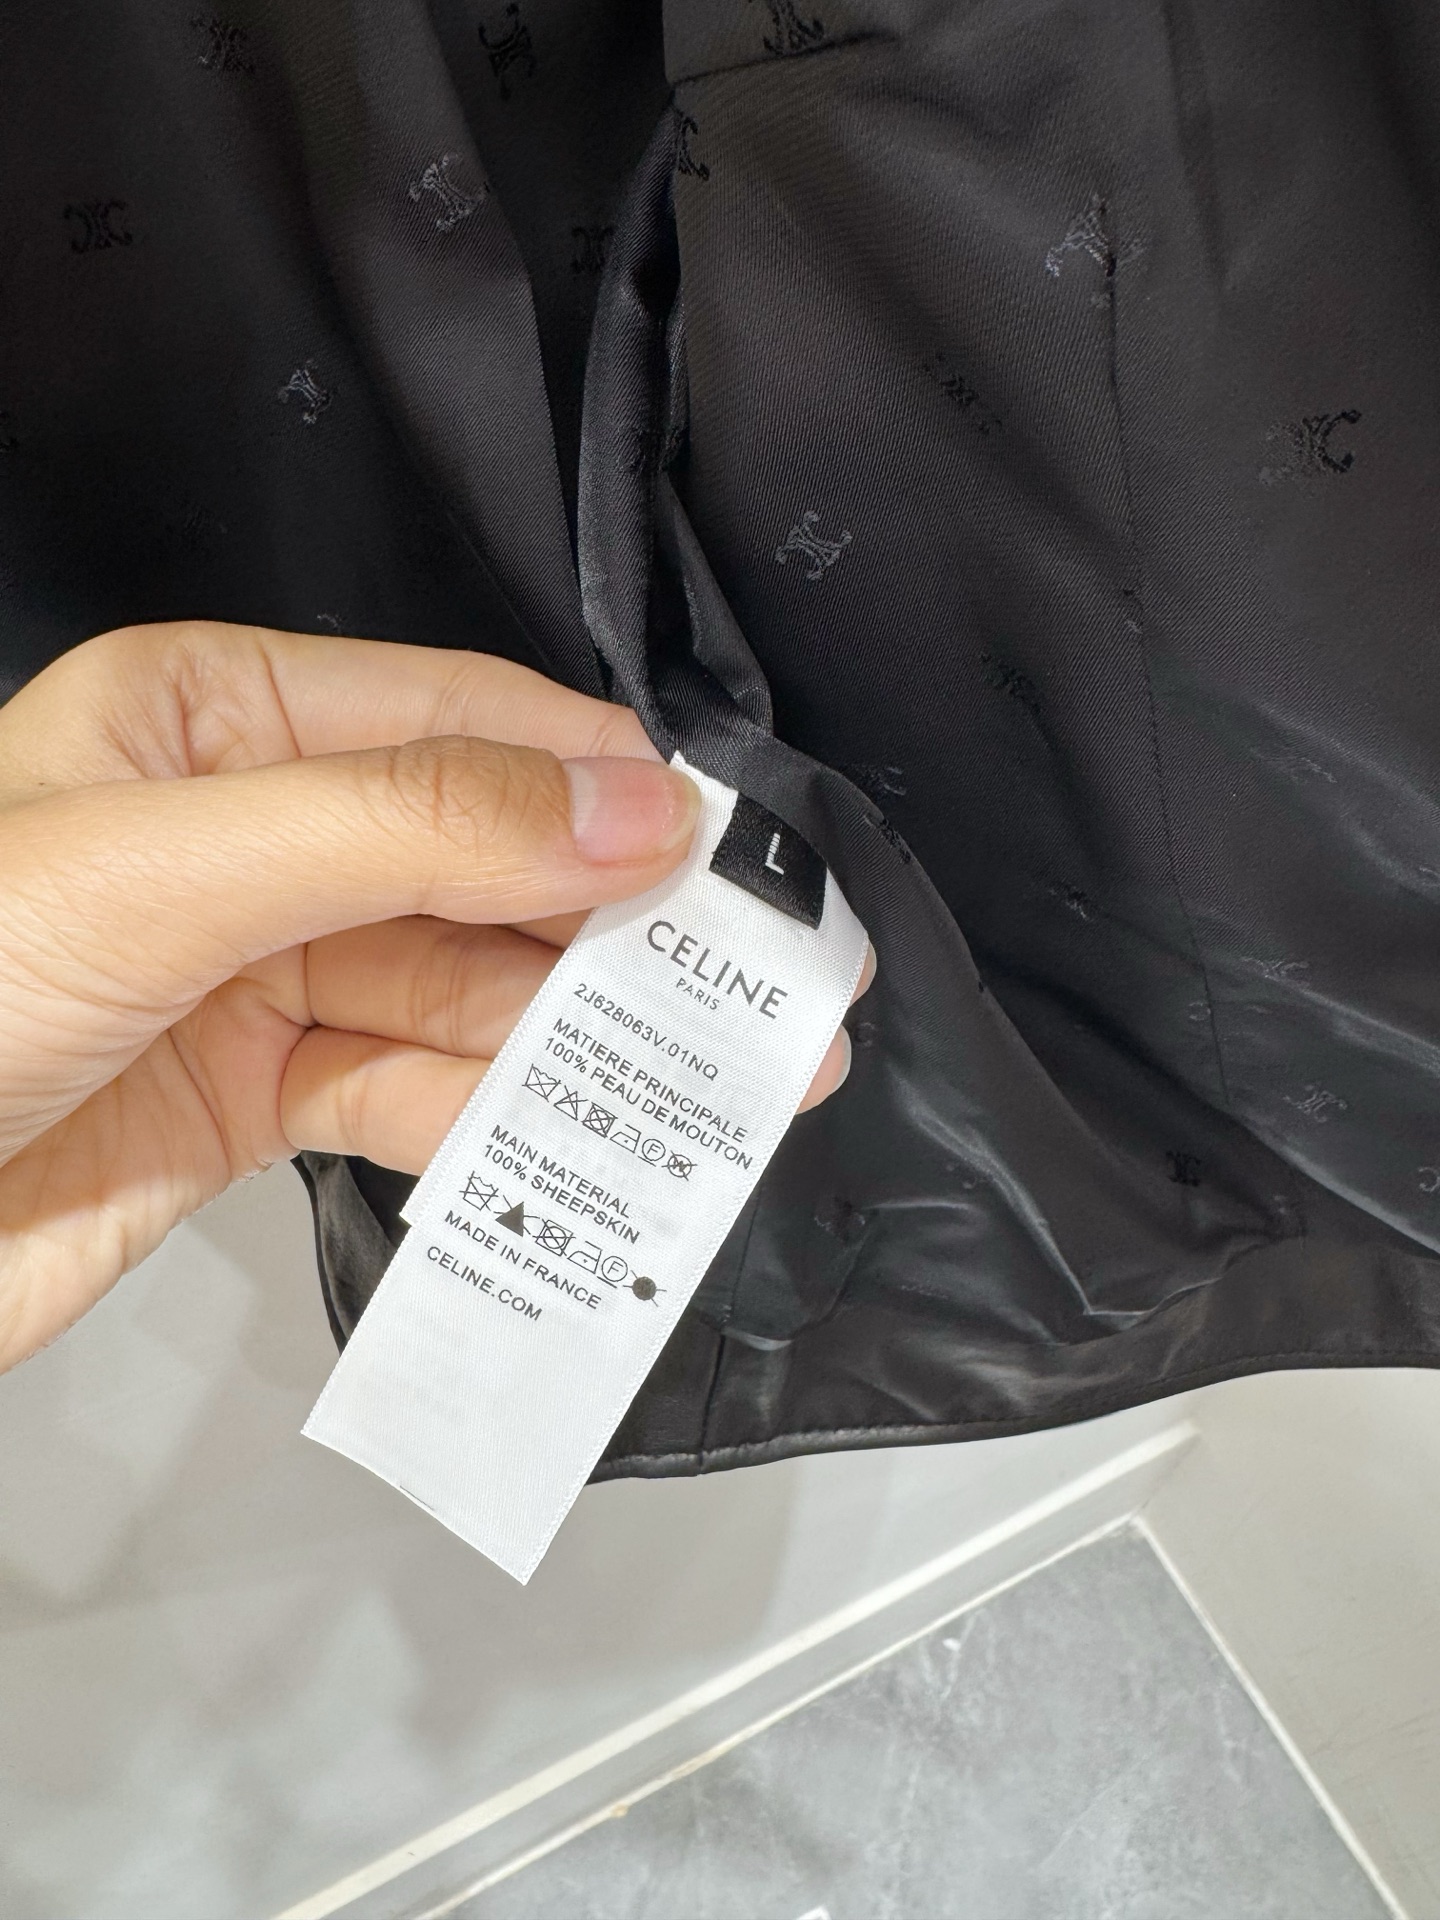 L
CELINE
PARIS
2J628063V.01NQ
MATIERE PRINCIPALE
100% PEAU DE MOUTON
F
W
MAIN MATERIAL
100% SHEEPSKIN
F
MADE IN FRANCE
CELINE.COM